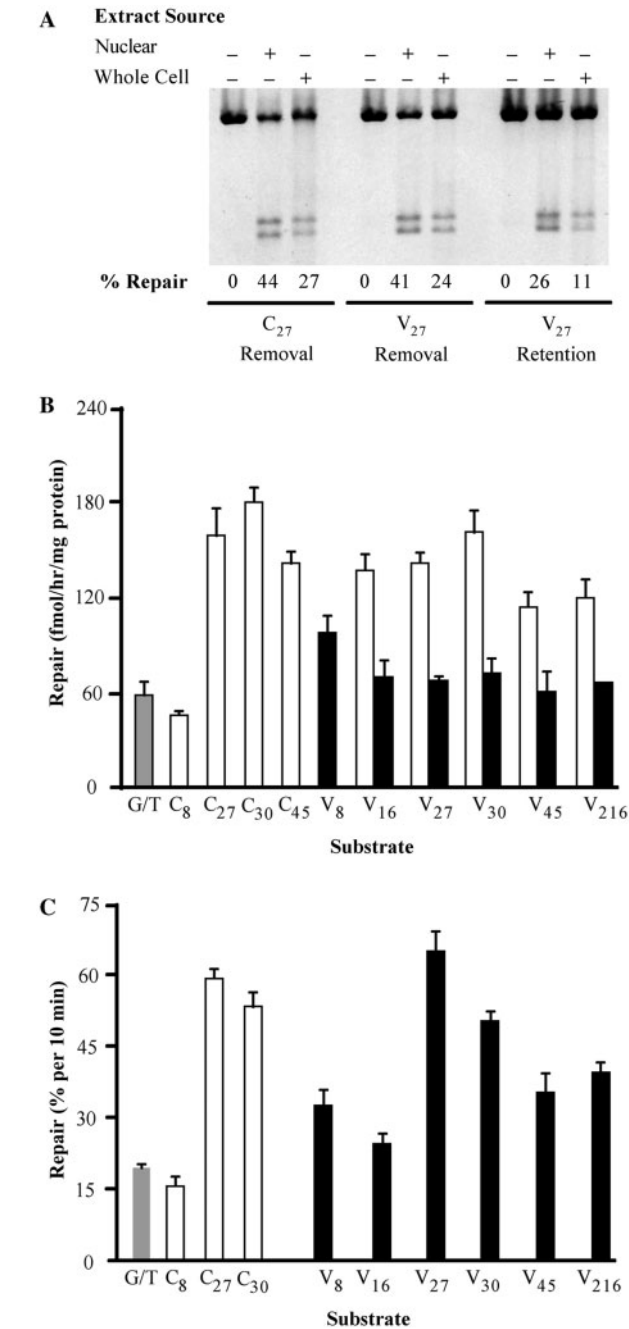 A Extract Source
Nuclear – + – – + – – + –
Whole Cell – – + – – + – – +
% Repair 0 44 27 0 41 24 0 26 11
C27 V27 V27
Removal Removal Retention
B
Repair (fmol/hr/mg protein)
240
180
120
60
0
G/T C8 C27 C30 C45 V8 V16 V27 V30 V45 V216
Substrate
C
Repair (% per 10 min)
75
60
45
30
15
0
G/T C8 C27 C30 V8 V16 V27 V30 V45 V216
Substrate